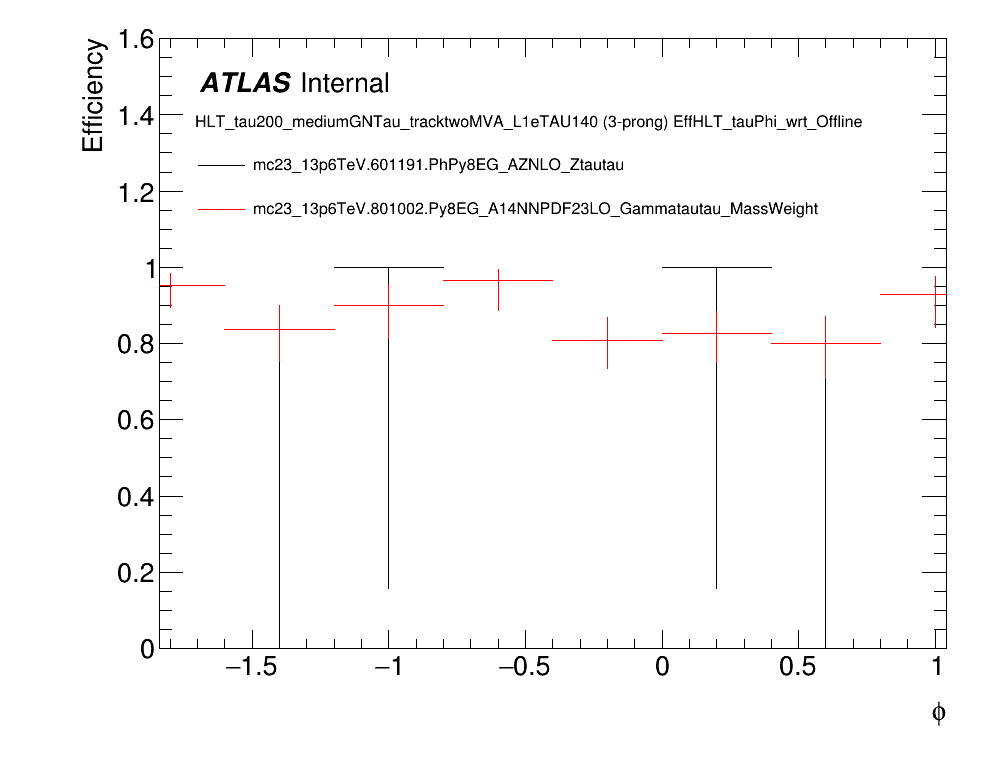 Efficiency
1.6
ATLAS Internal
1.4
HLT_tau200_mediumGNTau_tracktwoMVA_L1eTAU140 (3-prong) EffHLT_tauPhi_wrt_Offline
mc23_13p6TeV.601191.PhPy8EG_AZNLO_Ztautau
1.2
mc23_13p6TeV.801002.Py8EG_A14NNPDF23LO_Gammatautau_MassWeight
1
0.8
0.6
0.4
0.2
0
−1.5 −1 −0.5 0 0.5 1
ϕ